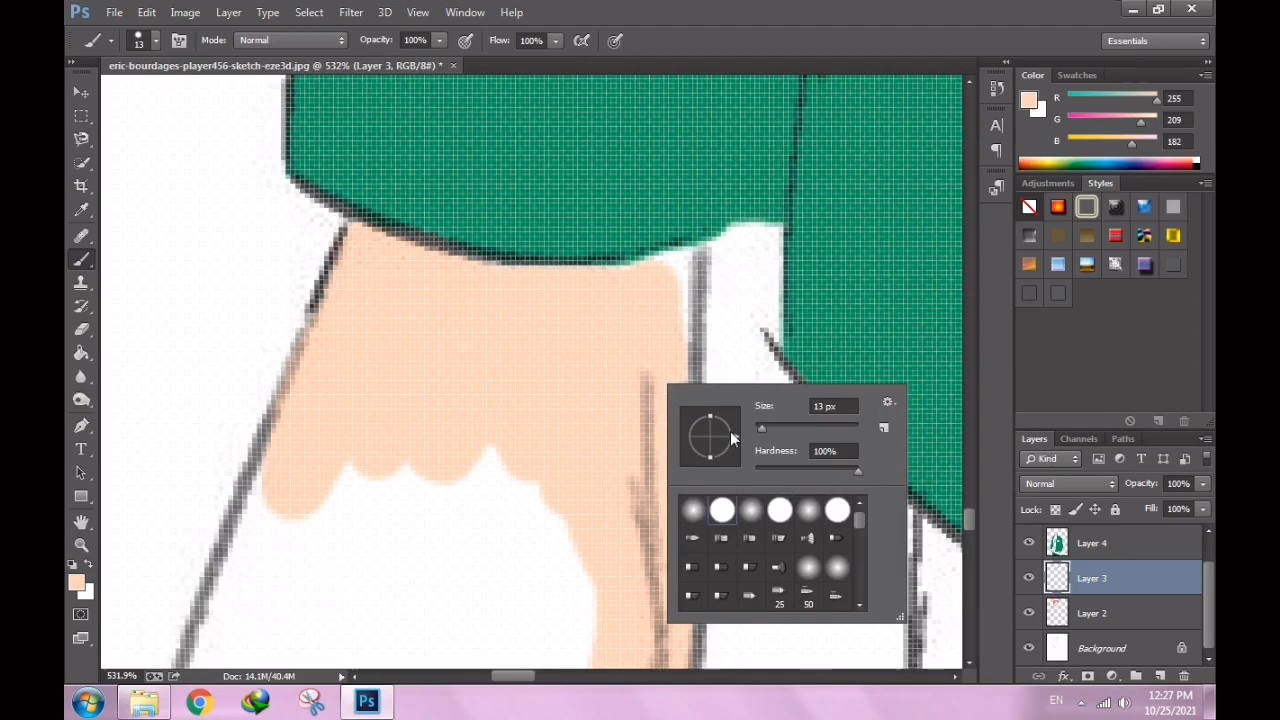 Ps File Edit Image Layer Type Select Filter 3D View Window Help
13 Mode: Normal Opacity: 100% Flow: 100% Essentials
eric-bourdages-player456-sketch-eze3d.jpg @ 532% (Layer 3, RGB/8#) *
Color Swatches
R 255
G 209
B 182
Adjustments Styles
Size: 13 px
Hardness: 100%
25 50
Layers Channels Paths
Kind
Normal Opacity: 100%
Lock: Fill: 100%
Layer 4
Layer 3
Layer 2
Background
531.9% Doc: 14.1M/40.4M
Ps EN 12:27 PM
10/25/2021